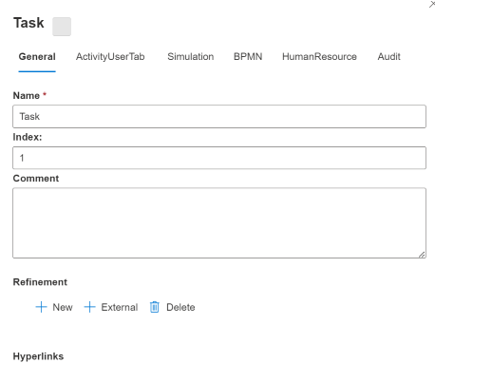 Task
General ActivityUserTab Simulation BPMN HumanResource Audit
Name *
Task
Index:
1
Comment
Refinement
New External Delete
Hyperlinks